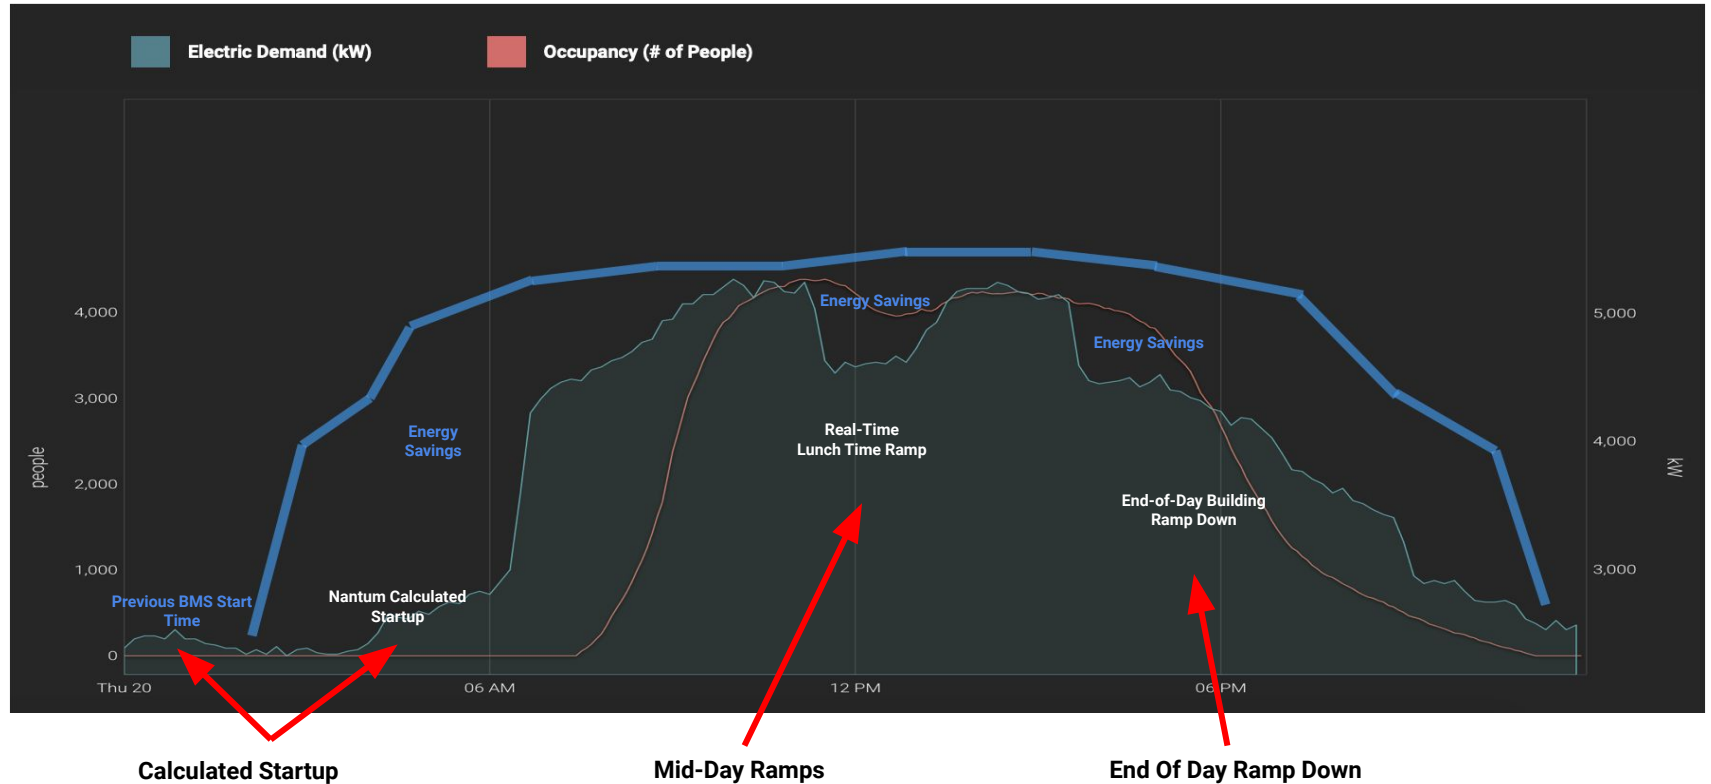 Electric Demand (kW)
Occupancy (# of People)
4,000
3,000
2,000
1,000
0
people
5,000
4,000
3,000
kW
Energy Savings
Energy Savings
Energy
Savings
Real-Time
Lunch Time Ramp
End-of-Day Building
Ramp Down
Previous BMS Start
Time
Nantum Calculated
Startup
Thu 20
06 AM
12 PM
06 PM
Calculated Startup
Mid-Day Ramps
End Of Day Ramp Down